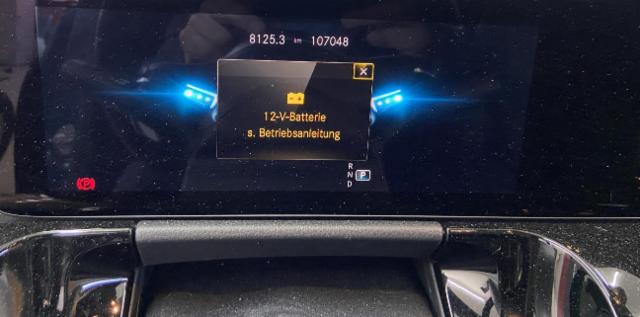 8125.3 km 107048
X
12-V-Batterie
s. Betriebsanleitung
R
N P
D
(P)